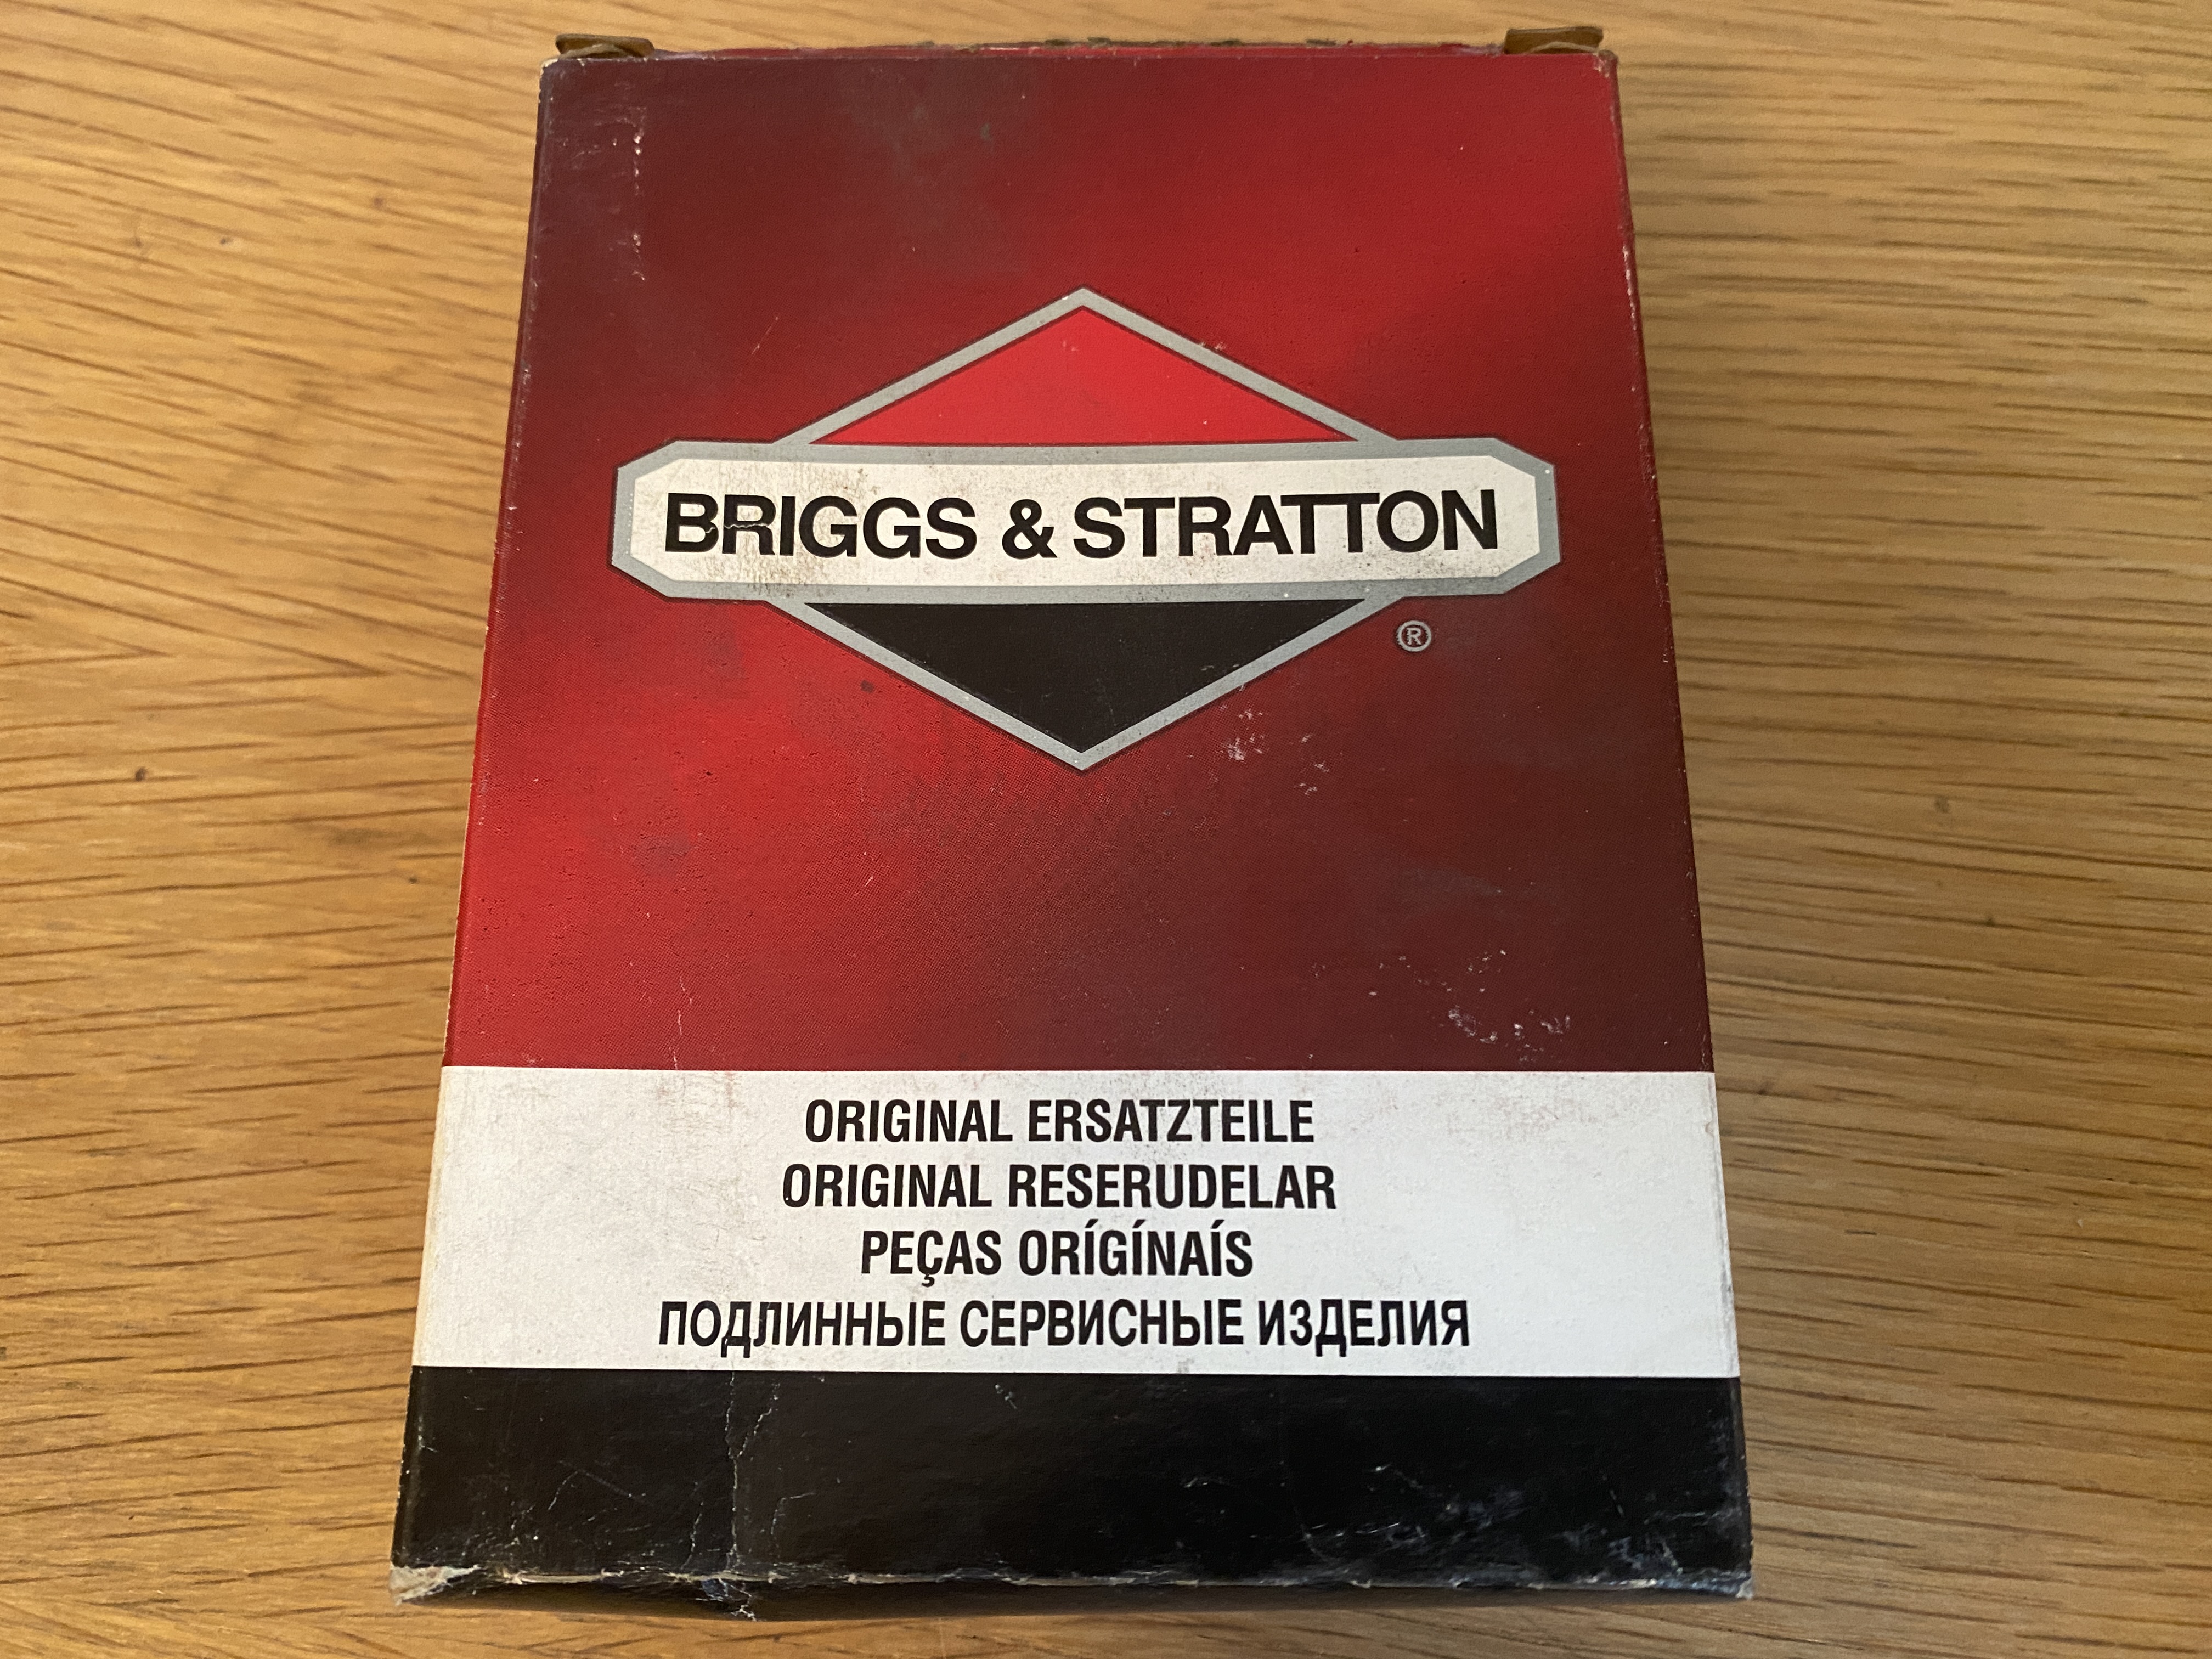 BRIGGS & STRATTON
®
ORIGINAL ERSATZTEILE
ORIGINAL RESERUDELAR
PEÇAS ORÍGÍNAÍS
ПОДЛИННЫЕ СЕРВИСНЫЕ ИЗДЕЛИЯ